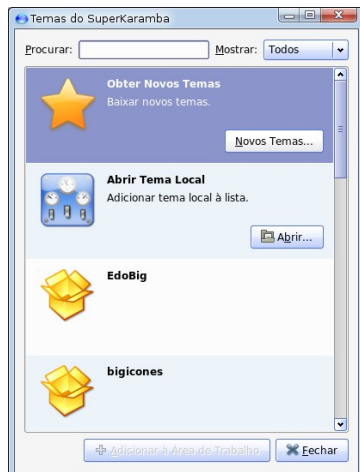 Temas do SuperKaramba
Procurar: Mostrar: Todos
Obter Novos Temas
Baixar novos temas.
Novos Temas...
Abrir Tema Local
Adicionar tema local à lista.
Abrir...
EdoBig
bigicones
Adicionar à Área de Trabalho Fechar